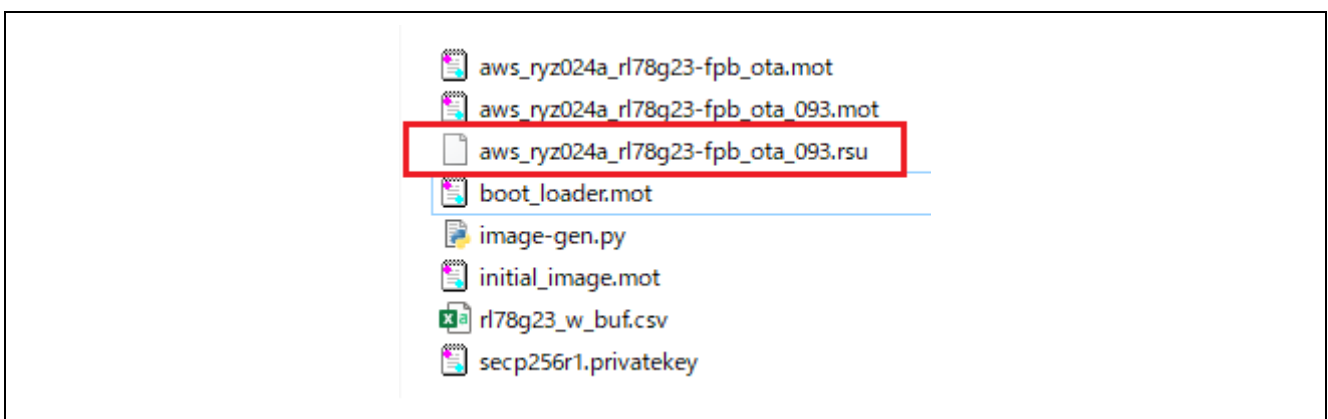 aws_ryz024a_rl78g23-fpb_ota.mot
aws_ryz024a_rl78g23-fpb_ota_093.mot
aws_ryz024a_rl78g23-fpb_ota_093.rsu
boot_loader.mot
image-gen.py
initial_image.mot
rl78g23_w_buf.csv
secp256r1.privatekey